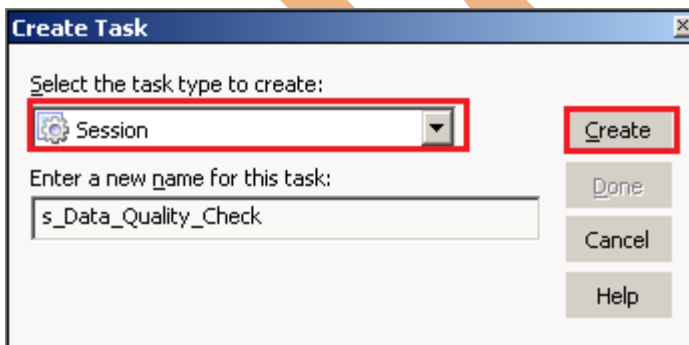 Create Task
Select the task type to create:
Session
Create
Enter a new name for this task:
Done
s_Data_Quality_Check
Cancel
Help